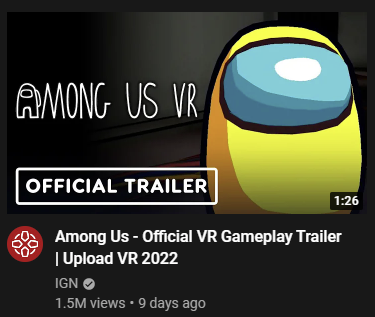 AMONG US VR
OFFICIAL TRAILER
1:26
Among Us - Official VR Gameplay Trailer
| Upload VR 2022
IGN
1.5M views • 9 days ago